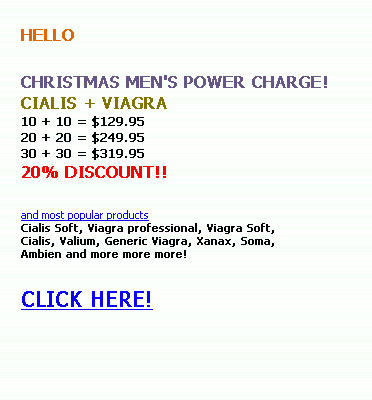 HELLO
CHRISTMAS MEN'S POWER CHARGE!
CIALIS + VIAGRA
10 + 10 = $129.95
20 + 20 = $249.95
30 + 30 = $319.95
20% DISCOUNT!!
and most popular products
Cialis Soft, Viagra professional, Viagra Soft,
Cialis, Valium, Generic Viagra, Xanax, Soma,
Ambien and more more more!
CLICK HERE!